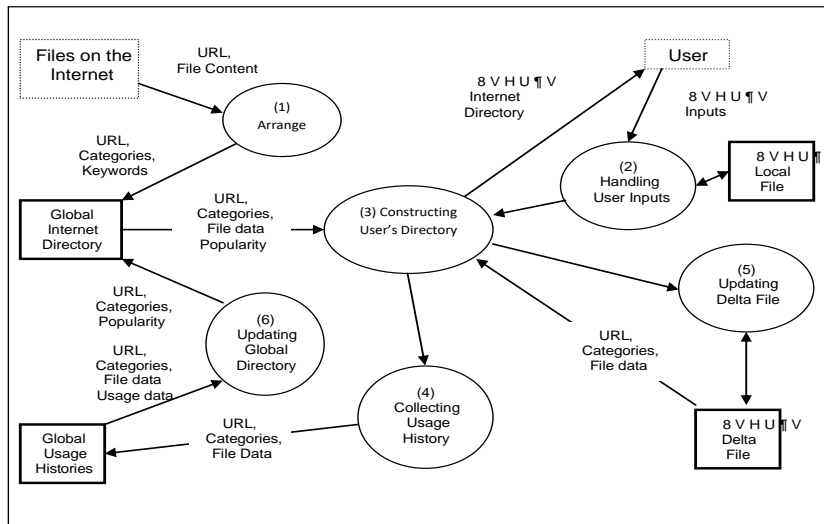 Files on the
Internet
URL,
File Content
(1)
Arrange
URL,
Categories,
Keywords
Global
Internet
Directory
URL,
Categories,
File data
Popularity
(3) Constructing
User's Directory
8 V H U ¶ V
Internet
Directory
User
8 V H U ¶ V
Inputs
(2)
Handling
User Inputs
8 V H U ¶
Local
File
(5)
Updating
Delta File
URL,
Categories,
File data
8 V H U ¶ V
Delta
File
URL,
Categories,
Popularity
(6)
Updating
Global
Directory
URL,
Categories,
File data
Usage data
Global
Usage
Histories
URL,
Categories,
File Data
(4)
Collecting
Usage
History